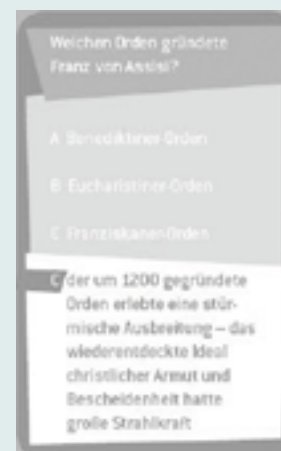 Welchen Orden gründete
Franz von Assisi?
A Benediktiner-Orden
B Eucharistiner-Orden
C Franziskaner-Orden
C der um 1200 gegründete
Orden erlebte eine stür-
mische Ausbreitung – das
wiederentdeckte Ideal
christlicher Armut und
Bescheidenheit hatte
große Strahlkraft